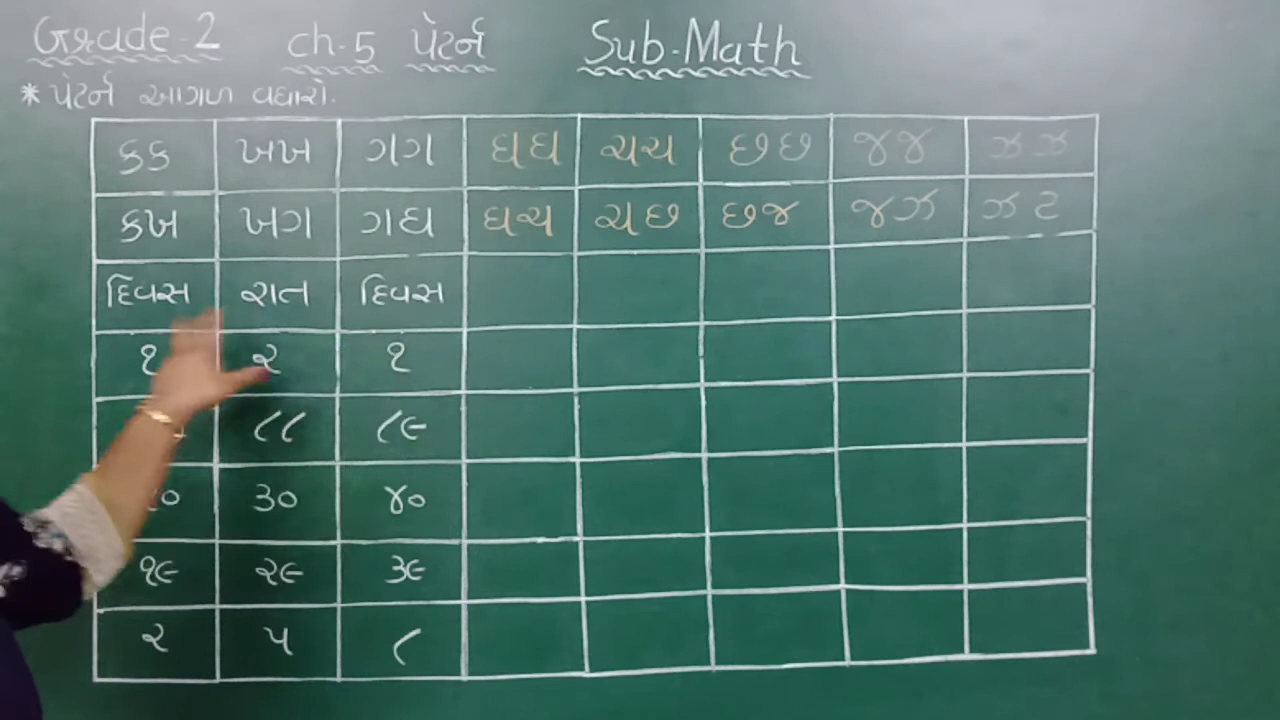 Grade-2 ch-5 પેટર્ન Sub-Math
* પેટર્ન આગળ વધારો.
કક ખખ ગગ ઘઘ ચચ છછ જજ ઝઝ
કખ ખગ ગઘ ઘચ ચછ છજ જઝ ઝટ
દિવસ રાત દિવસ
૧ ૨ ૧
૮૮ ૮૯
૩૦ ૪૦
૧૯ ૨૯ ૩૯
૨ ૫ ૮